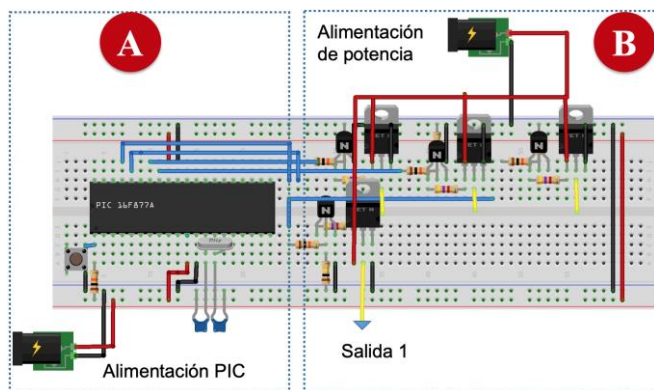 A
Alimentación
de potencia
B
N
N
N
PIC 16F877A
N
Alimentación PIC
Salida 1